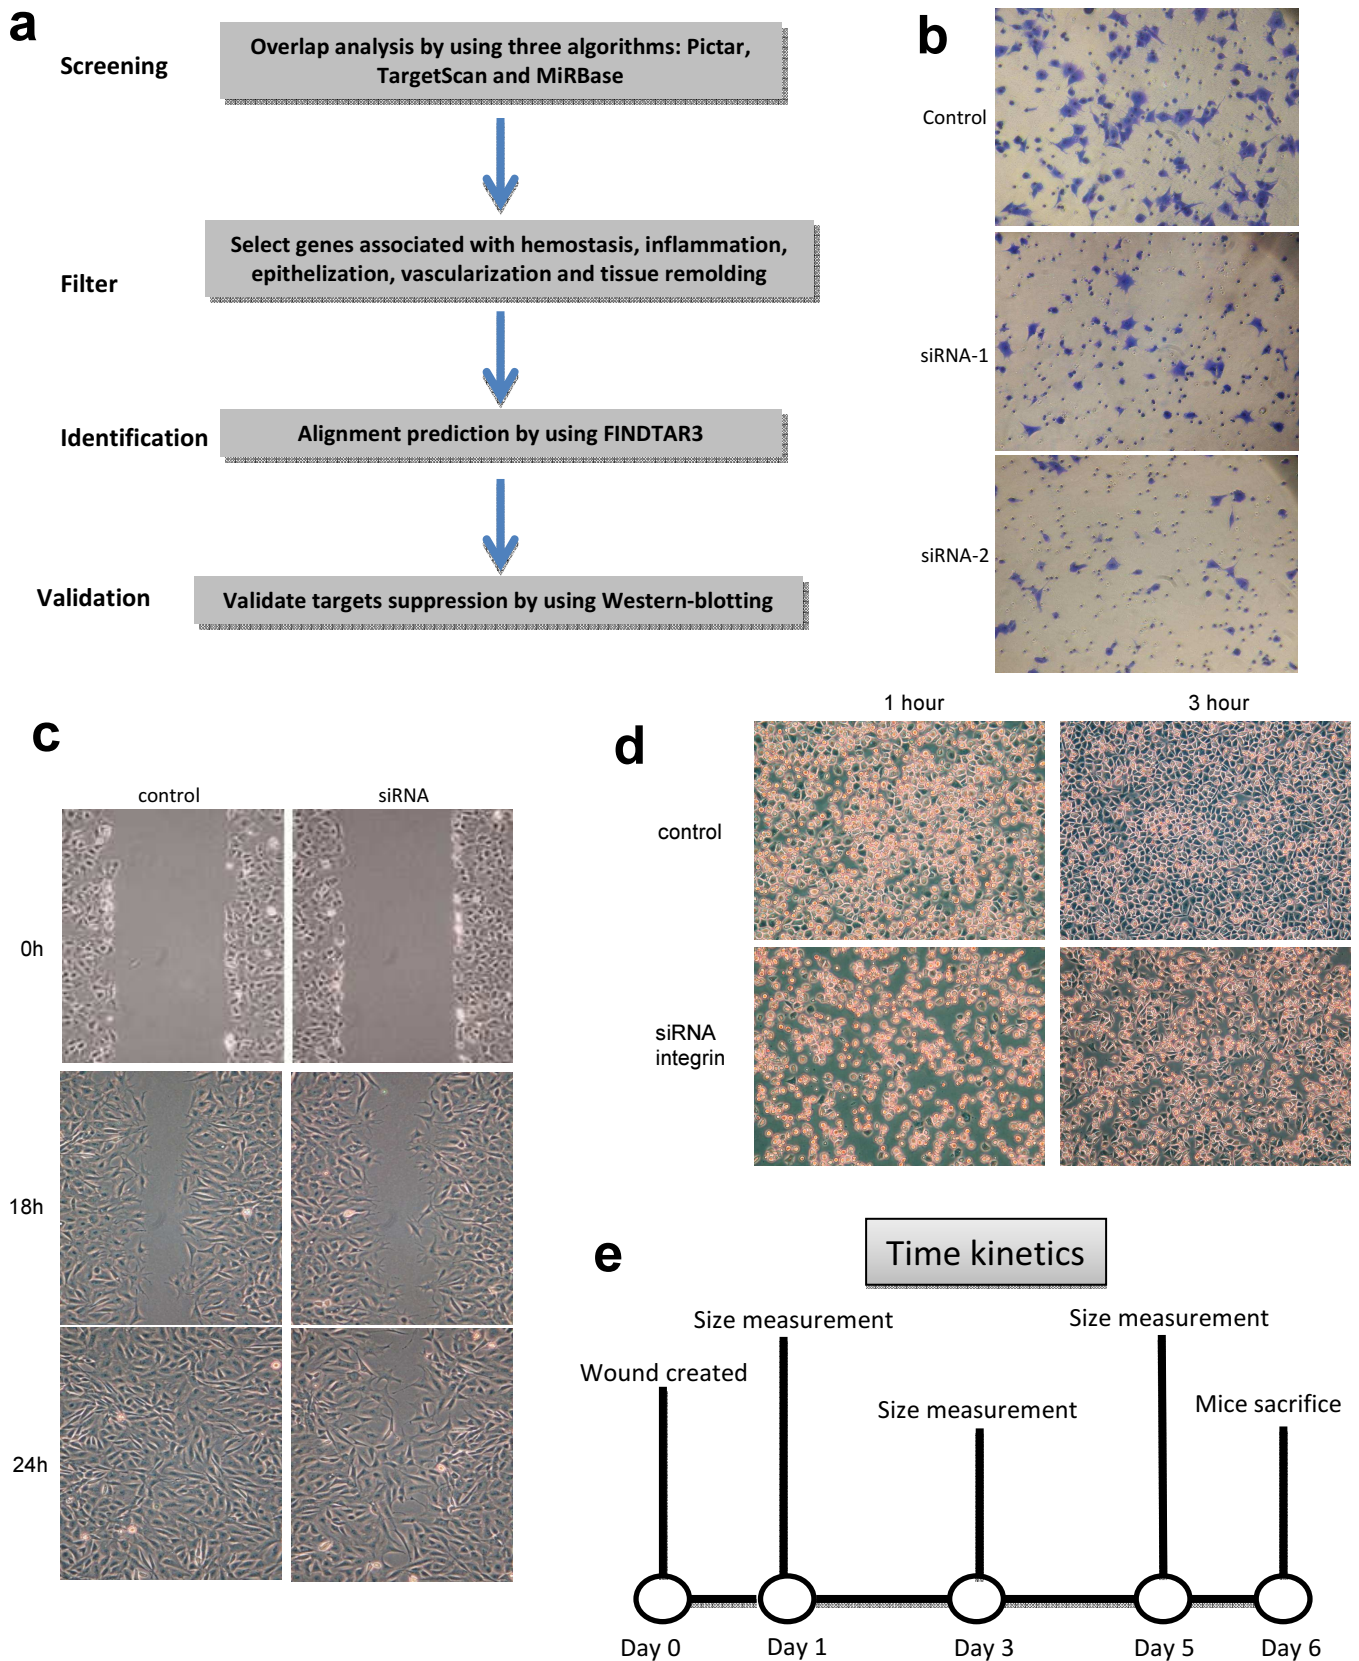 a
Screening
Overlap analysis by using three algorithms: Pictar,
TargetScan and MiRBase
Filter
Select genes associated with hemostasis, inflammation,
epithelization, vascularization and tissue remolding
Identification
Alignment prediction by using FINDTAR3
Validation
Validate targets suppression by using Western-blotting
b
Control
siRNA-1
siRNA-2
c
control
siRNA
0h
18h
24h
d
1 hour
3 hour
control
siRNA
integrin
e
Time kinetics
Wound created
Size measurement
Size measurement
Size measurement
Mice sacrifice
Day 0
Day 1
Day 3
Day 5
Day 6